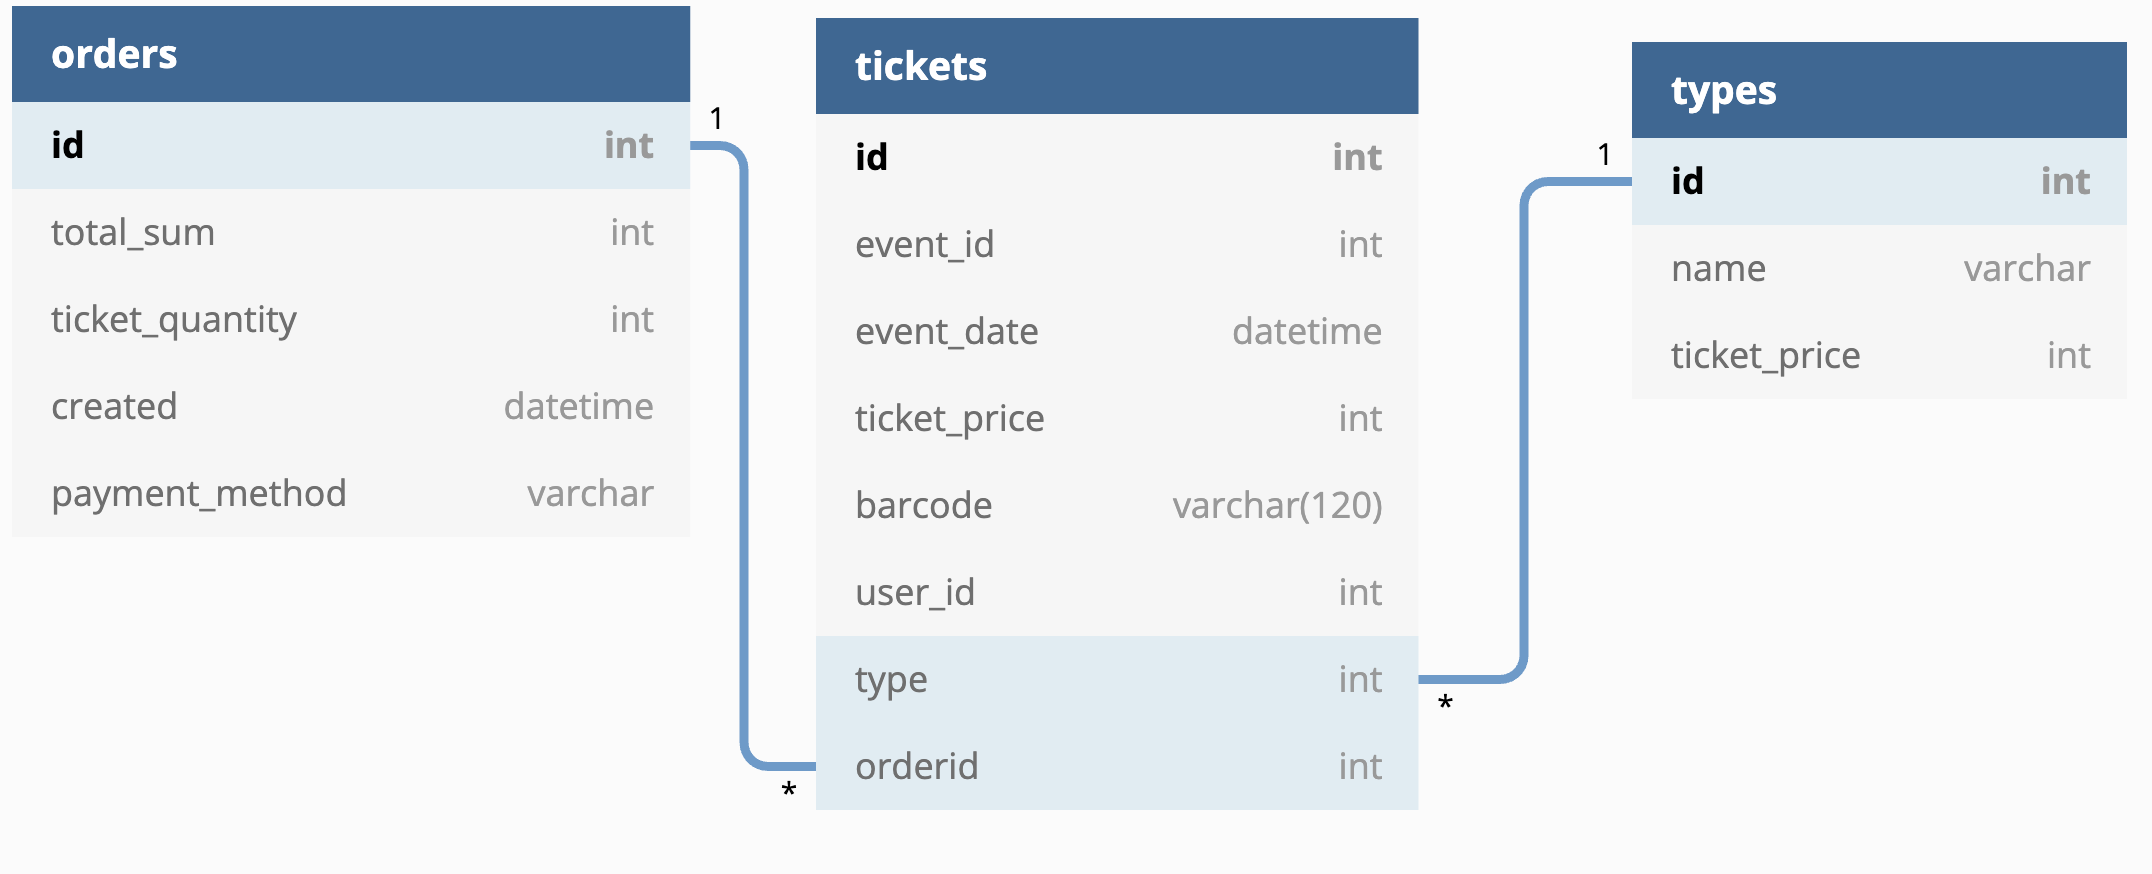 orders
id int
total_sum int
ticket_quantity int
created datetime
payment_method varchar
1
*
tickets
id int
event_id int
event_date datetime
ticket_price int
barcode varchar(120)
user_id int
type int
orderid int
1
*
types
id int
name varchar
ticket_price int